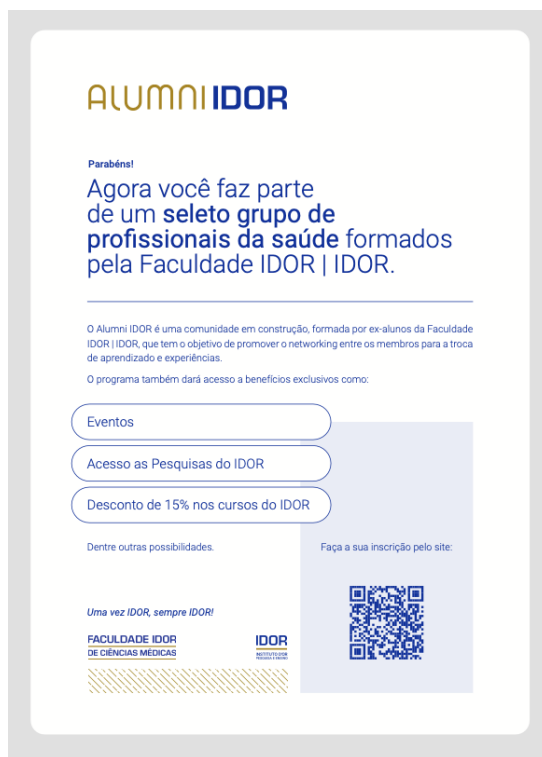 ALUMNI IDOR
Parabéns!
Agora você faz parte
de um seleto grupo de
profissionais da saúde formados
pela Faculdade IDOR | IDOR.
O Alumni IDOR é uma comunidade em construção, formada por ex-alunos da Faculdade
IDOR | IDOR, que tem o objetivo de promover o networking entre os membros para a troca
de aprendizado e experiências.
O programa também dará acesso a benefícios exclusivos como:
Eventos
Acesso as Pesquisas do IDOR
Desconto de 15% nos cursos do IDOR
Dentre outras possibilidades.
Faça a sua inscrição pelo site:
Uma vez IDOR, sempre IDOR!
FACULDADE IDOR
DE CIÊNCIAS MÉDICAS
IDOR
INSTITUTO D'OR
PESQUISA E ENSINO